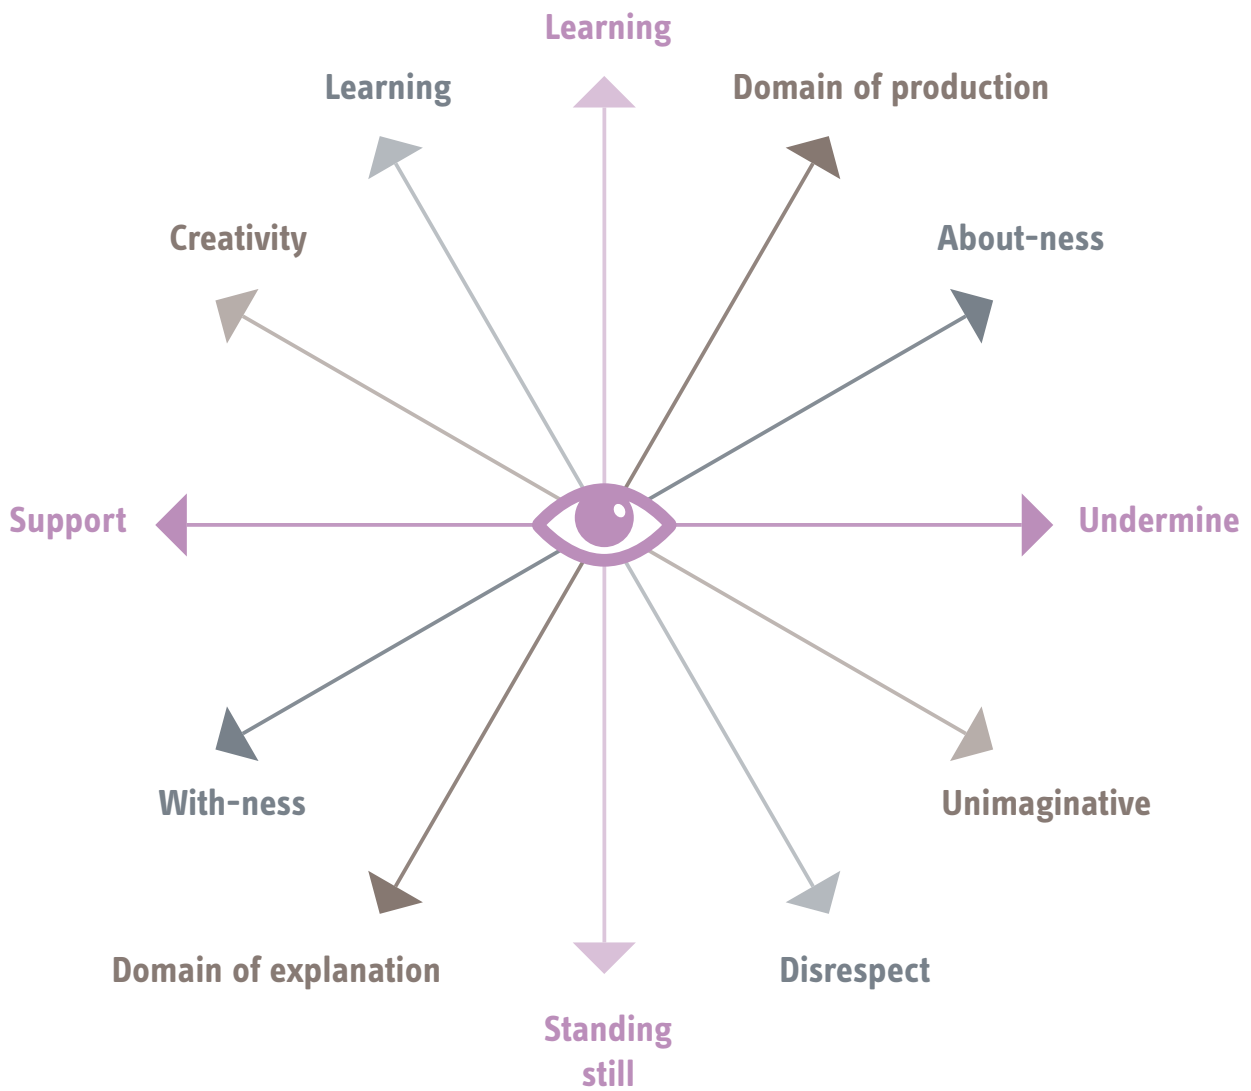 Learning
Learning
Domain of production
Creativity
About-ness
Support
Undermine
With-ness
Unimaginative
Domain of explanation
Disrespect
Standing
still